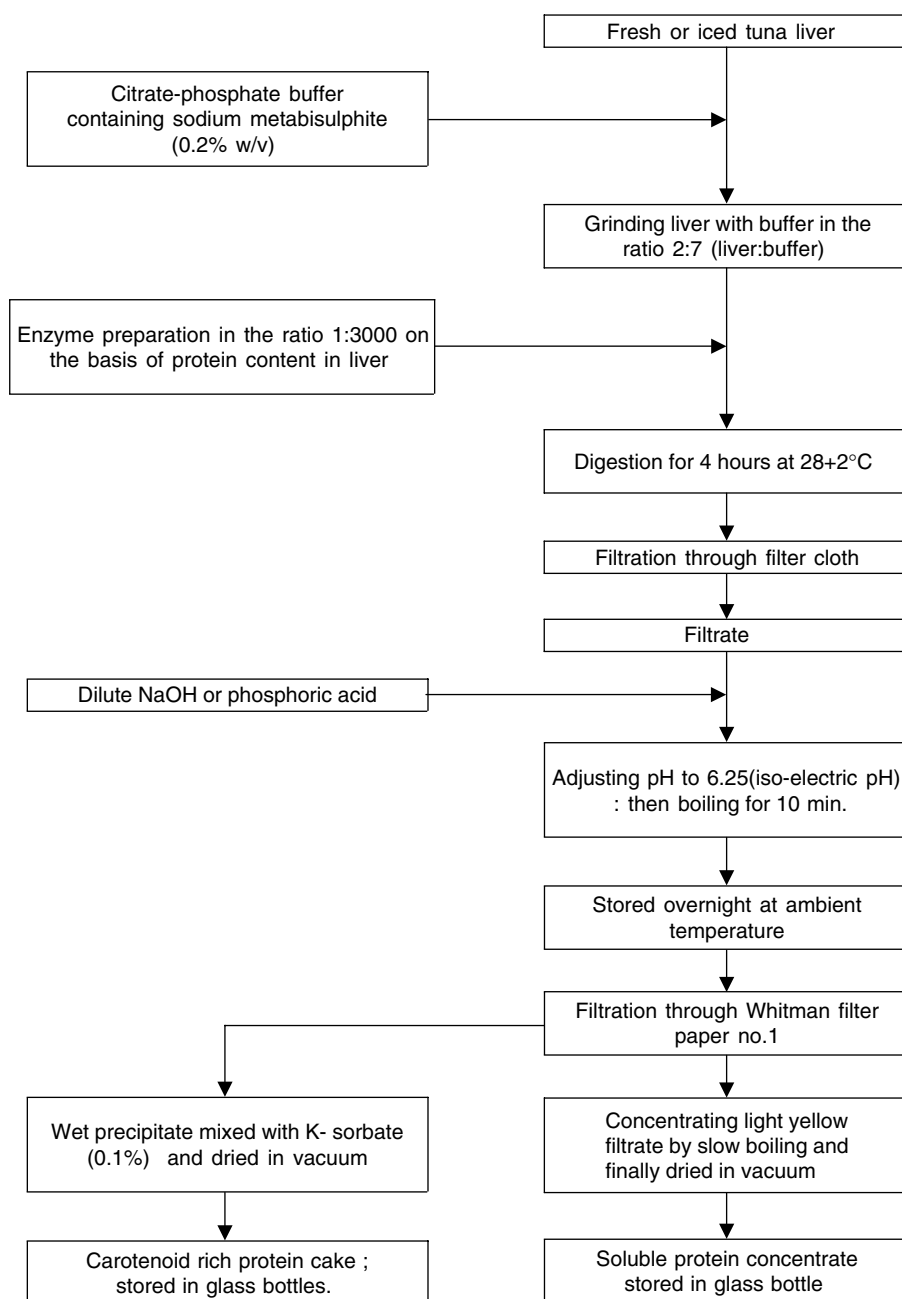 Fresh or iced tuna liver
Citrate-phosphate buffer
containing sodium metabisulphite
(0.2% w/v)
Grinding liver with buffer in the
ratio 2:7 (liver:buffer)
Enzyme preparation in the ratio 1:3000 on
the basis of protein content in liver
Digestion for 4 hours at 28+2°C
Filtration through filter cloth
Filtrate
Dilute NaOH or phosphoric acid
Adjusting pH to 6.25(iso-electric pH)
: then boiling for 10 min.
Stored overnight at ambient
temperature
Filtration through Whitman filter
paper no.1
Wet precipitate mixed with K- sorbate
(0.1%) and dried in vacuum
Concentrating light yellow
filtrate by slow boiling and
finally dried in vacuum
Carotenoid rich protein cake ;
stored in glass bottles.
Soluble protein concentrate
stored in glass bottle